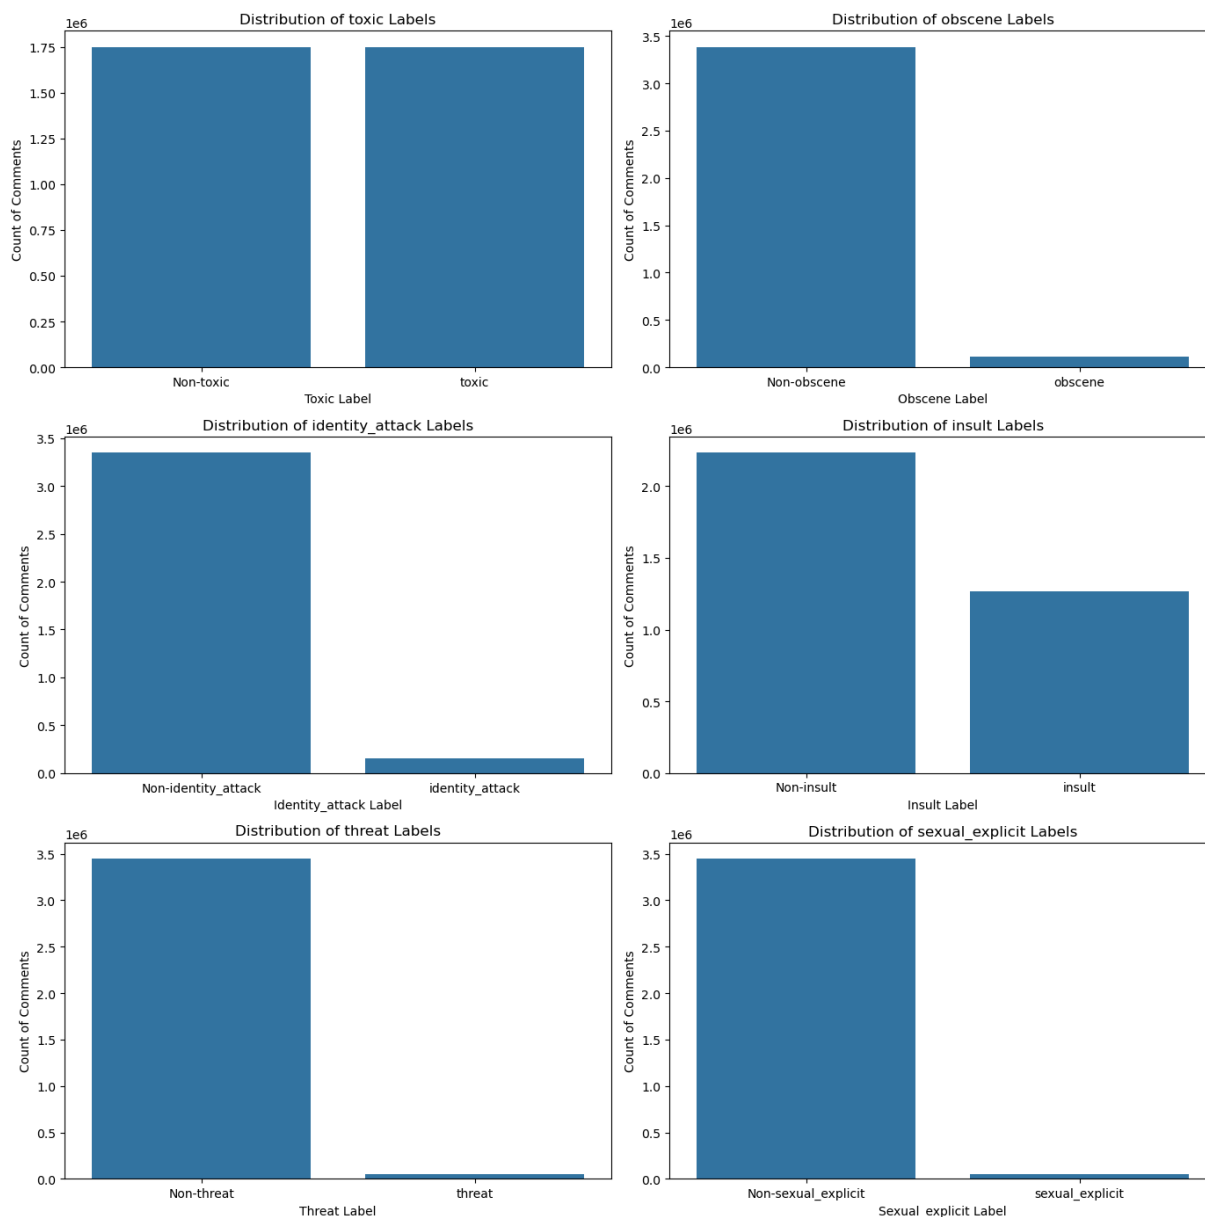 Distribution of toxic Labels
1e6
1.75
1.50
1.25
1.00
0.75
0.50
0.25
0.00
Count of Comments
Non-toxic toxic
Toxic Label
Distribution of obscene Labels
1e6
3.5
3.0
2.5
2.0
1.5
1.0
0.5
0.0
Count of Comments
Non-obscene obscene
Obscene Label
Distribution of identity_attack Labels
1e6
3.5
3.0
2.5
2.0
1.5
1.0
0.5
0.0
Count of Comments
Non-identity_attack identity_attack
Identity_attack Label
Distribution of insult Labels
1e6
2.0
1.5
1.0
0.5
0.0
Count of Comments
Non-insult insult
Insult Label
Distribution of threat Labels
1e6
3.5
3.0
2.5
2.0
1.5
1.0
0.5
0.0
Count of Comments
Non-threat threat
Threat Label
Distribution of sexual_explicit Labels
1e6
3.5
3.0
2.5
2.0
1.5
1.0
0.5
0.0
Count of Comments
Non-sexual_explicit sexual_explicit
Sexual_explicit Label